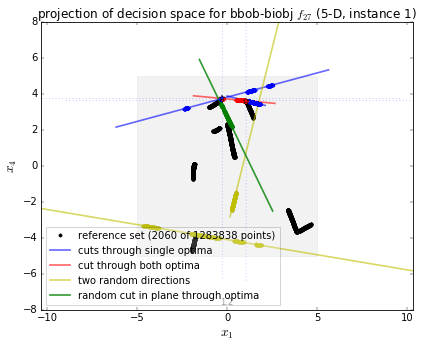 projection of decision space for bbob-biobj f27 (5-D, instance 1)
8
6
4
2
0
−2
−4
−6
−8
x4
reference set (2060 of 1283838 points)
cuts through single optima
cut through both optima
two random directions
random cut in plane through optima
1,2
−10
−5
0
5
10
x1